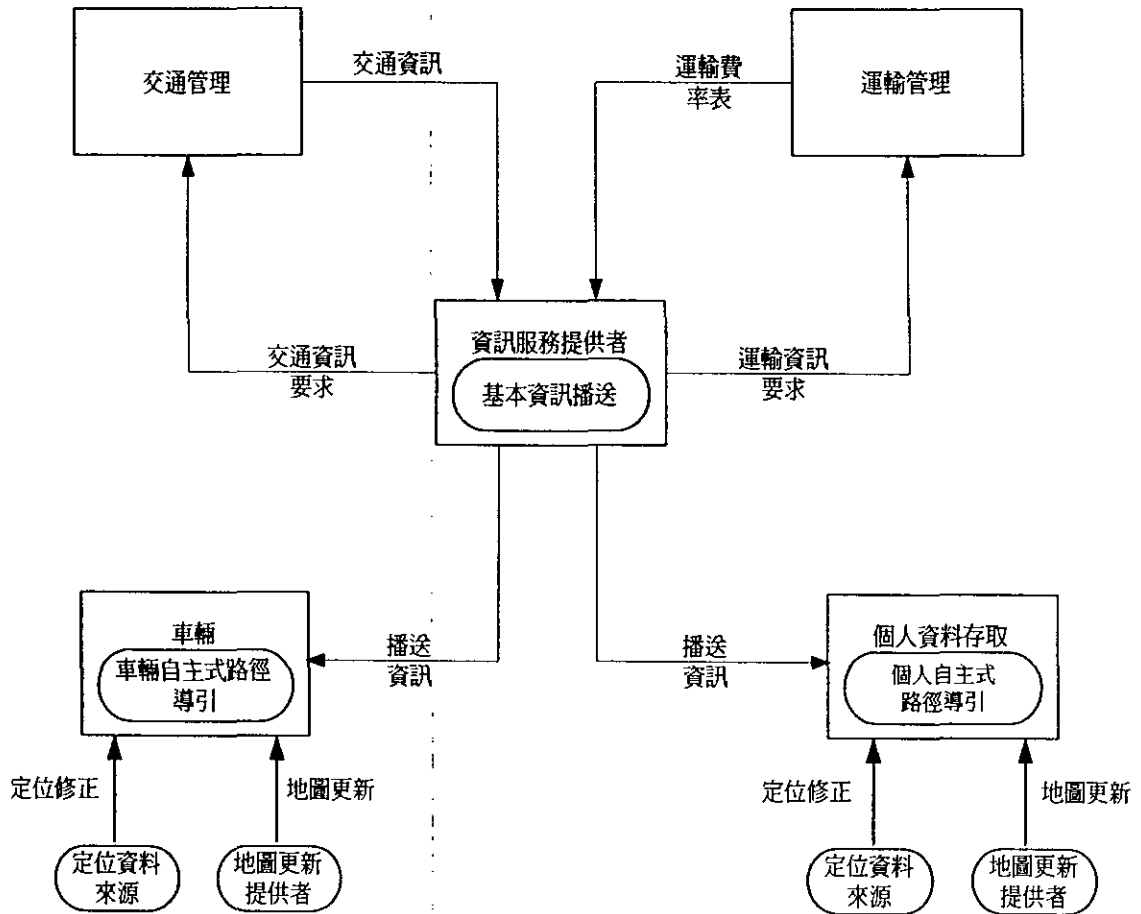 交通管理
交通資訊
運輸費
率表
運輸管理
資訊服務提供者
基本資訊播送
交通資訊
要求
運輸資訊
要求
車輛
車輛自主式路徑
導引
播送
資訊
播送
資訊
個人資料存取
個人自主式
路徑導引
定位修正
地圖更新
定位修正
地圖更新
定位資料
來源
地圖更新
提供者
定位資料
來源
地圖更新
提供者